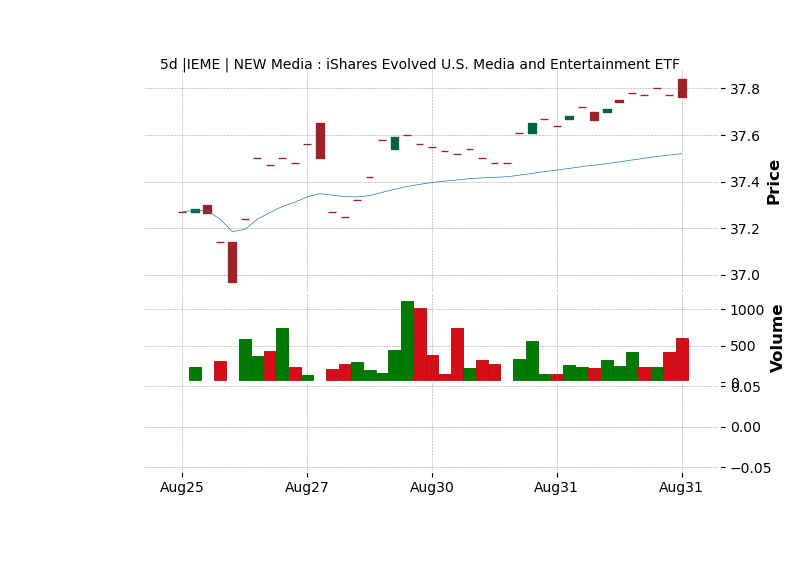 5d |IEME | NEW Media : iShares Evolved U.S. Media and Entertainment ETF
37.8
37.6
37.4
37.2
37.0
Price
1000
500
0
Volume
0.05
0.00
−0.05
Aug25 Aug27 Aug30 Aug31 Aug31